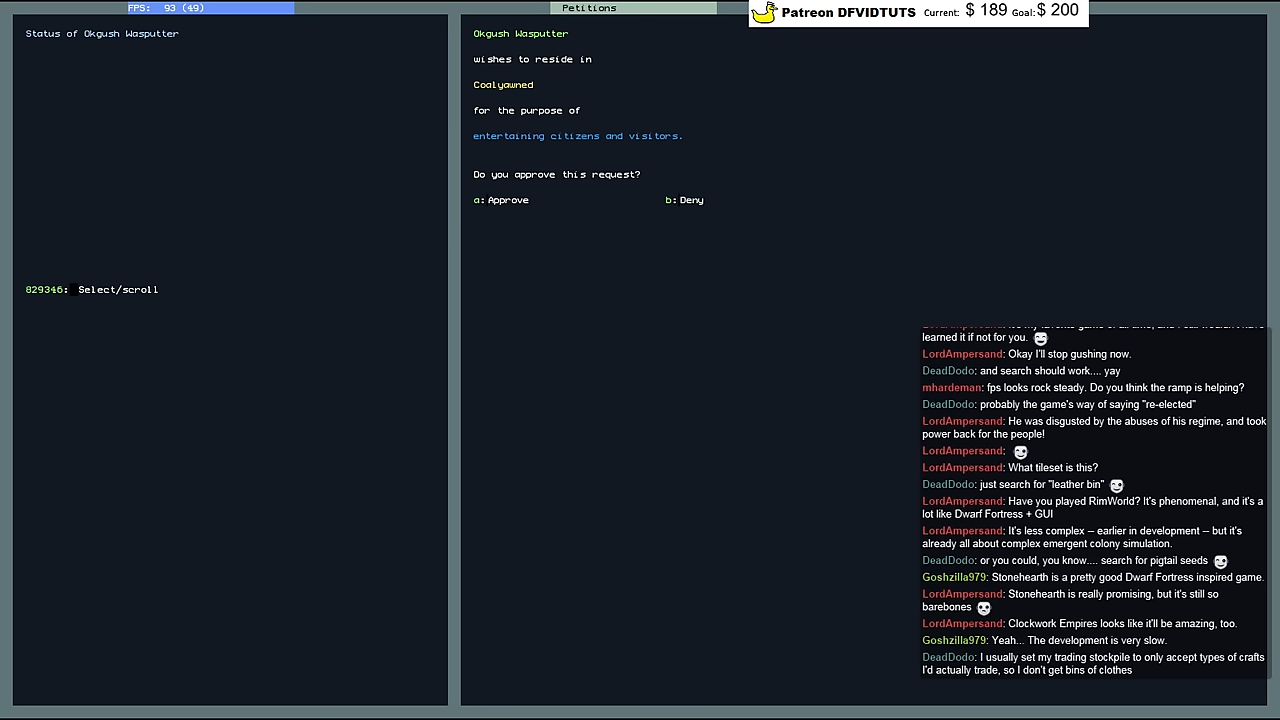 FPS: 93 (49)
Petitions
Patreon DFVIDTUTS Current: $ 189 Goal: $ 200
Status of Okgush Wasputter
Okgush Wasputter
wishes to reside in
Coalyawned
for the purpose of
entertaining citizens and visitors.
Do you approve this request?
a: Approve b: Deny
829346: Select/scroll
learned it if not for you.
LordAmpersand: Okay I'll stop gushing now.
DeadDodo: and search should work.... yay
mhardeman: fps looks rock steady. Do you think the ramp is helping?
DeadDodo: probably the game's way of saying "re-elected"
LordAmpersand: He was disgusted by the abuses of his regime, and took
power back for the people!
LordAmpersand:
LordAmpersand: What tileset is this?
DeadDodo: just search for "leather bin"
LordAmpersand: Have you played RimWorld? It's phenomenal, and it's a
lot like Dwarf Fortress + GUI
LordAmpersand: It's less complex -- earlier in development -- but it's
already all about complex emergent colony simulation.
DeadDodo: or you could, you know.... search for pigtail seeds
Goshzilla979: Stonehearth is a pretty good Dwarf Fortress inspired game.
LordAmpersand: Stonehearth is really promising, but it's still so
barebones
LordAmpersand: Clockwork Empires looks like it'll be amazing, too.
Goshzilla979: Yeah... The development is very slow.
DeadDodo: I usually set my trading stockpile to only accept types of crafts
I'd actually trade, so I don't get bins of clothes